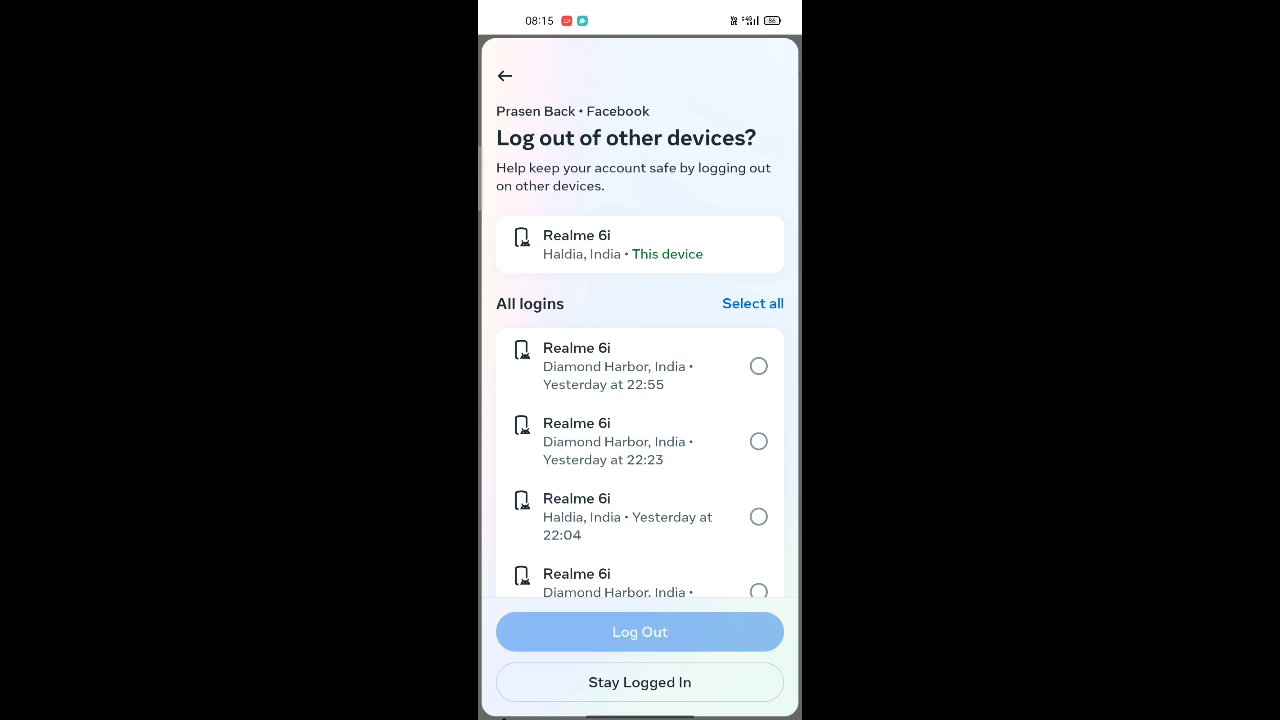 08:15
86
←
Prasen Back • Facebook
Log out of other devices?
Help keep your account safe by logging out
on other devices.
Realme 6i
Haldia, India • This device
All logins
Select all
Realme 6i
Diamond Harbor, India •
Yesterday at 22:55
Realme 6i
Diamond Harbor, India •
Yesterday at 22:23
Realme 6i
Haldia, India • Yesterday at
22:04
Realme 6i
Diamond Harbor, India •
Log Out
Stay Logged In